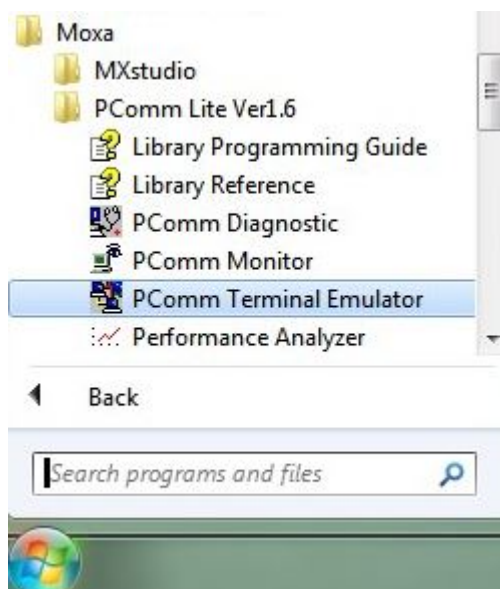 Moxa
MXstudio
PComm Lite Ver1.6
Library Programming Guide
Library Reference
PComm Diagnostic
PComm Monitor
PComm Terminal Emulator
Performance Analyzer
Back
Search programs and files